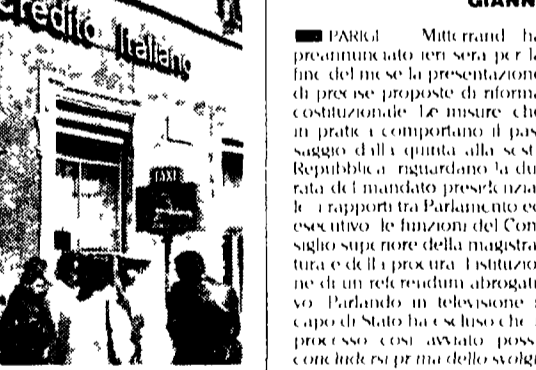 Credito Italiano
TAXI
GIANN
PARIGI Mitterrand ha
preannunciato ieri sera per la
fine del mese la presentazione
di precise proposte di riforma
costituzionale Le misure che
in pratica comportano il pas
saggio dalla quinta alla sest
Repubblica riguardano la du
rata del mandato presidenzia
le i rapporti tra Parlamento ed
esecutivo le funzioni del Con
siglio superiore della magistra
tura e della procura l istituzio
ne di un referendum abrogati
vo Parlando in televisione
capo di Stato ha escluso che
processo così avviato poss
concludersi prima dello svolgi